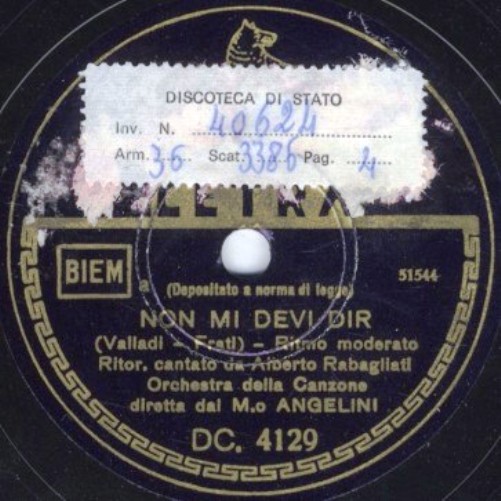 DISCOTECA DI STATO
Inv. N. 40624
Arm. 36 Scat. 3386 Pag. 4
CETRA
BIEM
a (Depositato a norma di legge) 51544
NON MI DEVI DIR
(Valladi - Frati) - Ritmo moderato
Ritor. cantato da Alberto Rabagliati
Orchestra della Canzone
diretta dal M.o ANGELINI
DC. 4129